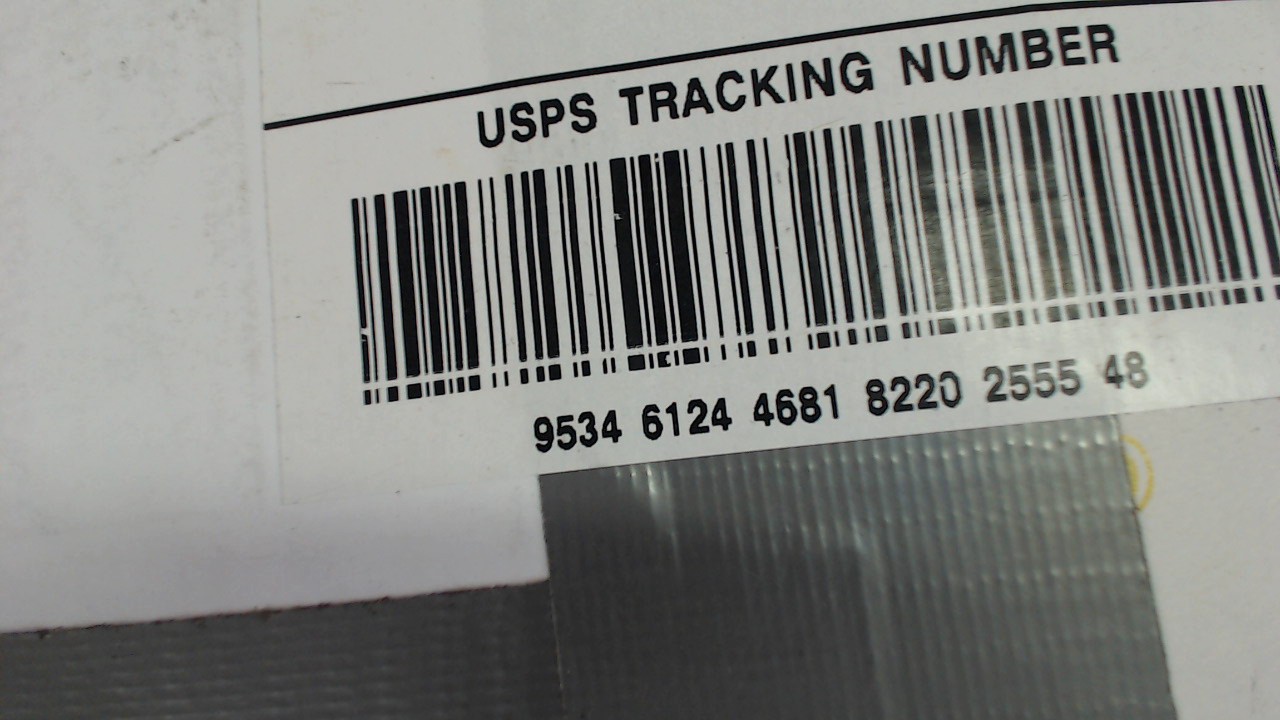 USPS TRACKING NUMBER
9534 6124 4681 8220 2555 48